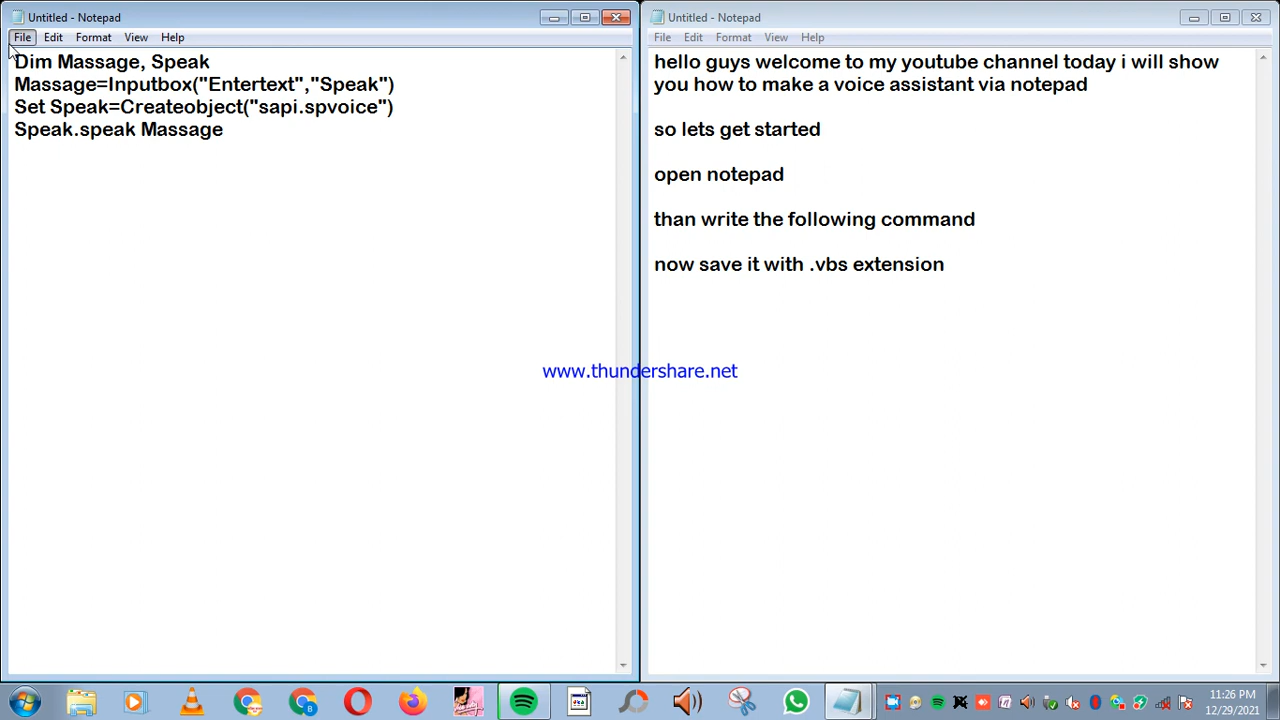 Untitled - Notepad
File Edit Format View Help
Dim Massage, Speak
Massage=Inputbox("Entertext","Speak")
Set Speak=Createobject("sapi.spvoice")
Speak.speak Massage
Untitled - Notepad
File Edit Format View Help
hello guys welcome to my youtube channel today i will show
you how to make a voice assistant via notepad
so lets get started
open notepad
than write the following command
now save it with .vbs extension
www.thundershare.net
11:26 PM
12/29/2021